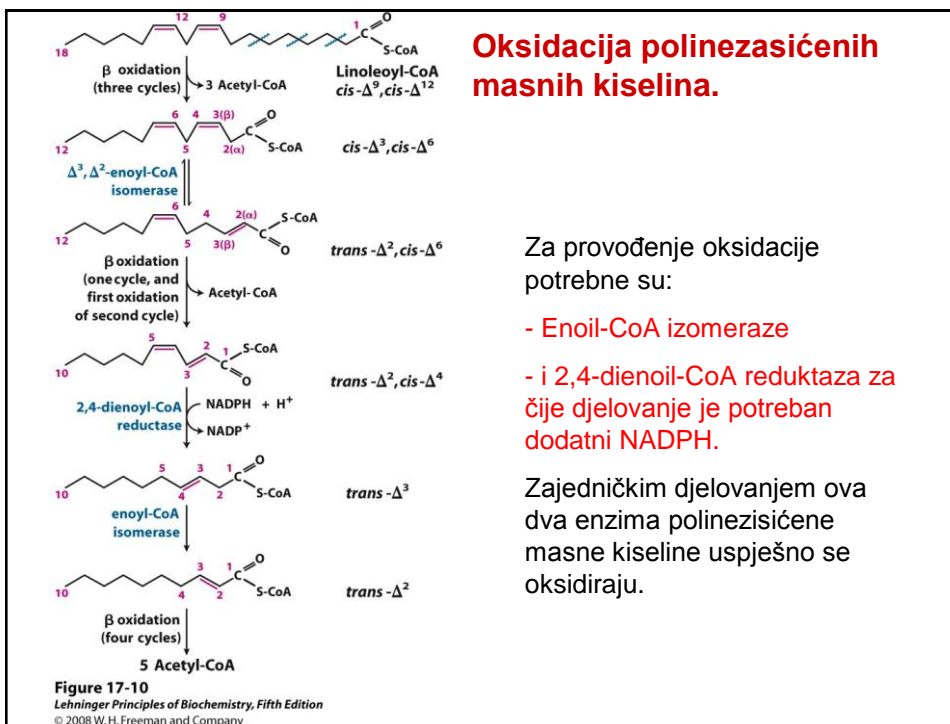 Oksidacija polinezasićenih
masnih kiselina.
12 9
1
O
C
S-CoA
18
β oxidation
(three cycles)
3 Acetyl-CoA
Linoleoyl-CoA
cis-Δ⁹,cis-Δ¹²
6 4 3(β)
O
C
S-CoA
12 5 2(α)
cis-Δ³,cis-Δ⁶
Δ³,Δ²-enoyl-CoA
isomerase
6 4 2(α)
S-CoA
C
O
12 5 3(β)
trans-Δ²,cis-Δ⁶
β oxidation
(one cycle, and
first oxidation
of second cycle)
Acetyl-CoA
5 2 1
S-CoA
C
O
10 3
trans-Δ²,cis-Δ⁴
2,4-dienoyl-CoA
reductase
NADPH + H⁺
NADP⁺
5 3 1
O
C
S-CoA
10 4 2
trans-Δ³
enoyl-CoA
isomerase
3 1
O
C
S-CoA
10 4 2
trans-Δ²
β oxidation
(four cycles)
5 Acetyl-CoA
Figure 17-10
Lehninger Principles of Biochemistry, Fifth Edition
© 2008 W. H. Freeman and Company
Za provođenje oksidacije
potrebne su:
- Enoil-CoA izomeraze
- i 2,4-dienoil-CoA reduktaza za
čije djelovanje je potreban
dodatni NADPH.
Zajedničkim djelovanjem ova
dva enzima polinezisićene
masne kiseline uspješno se
oksidiraju.